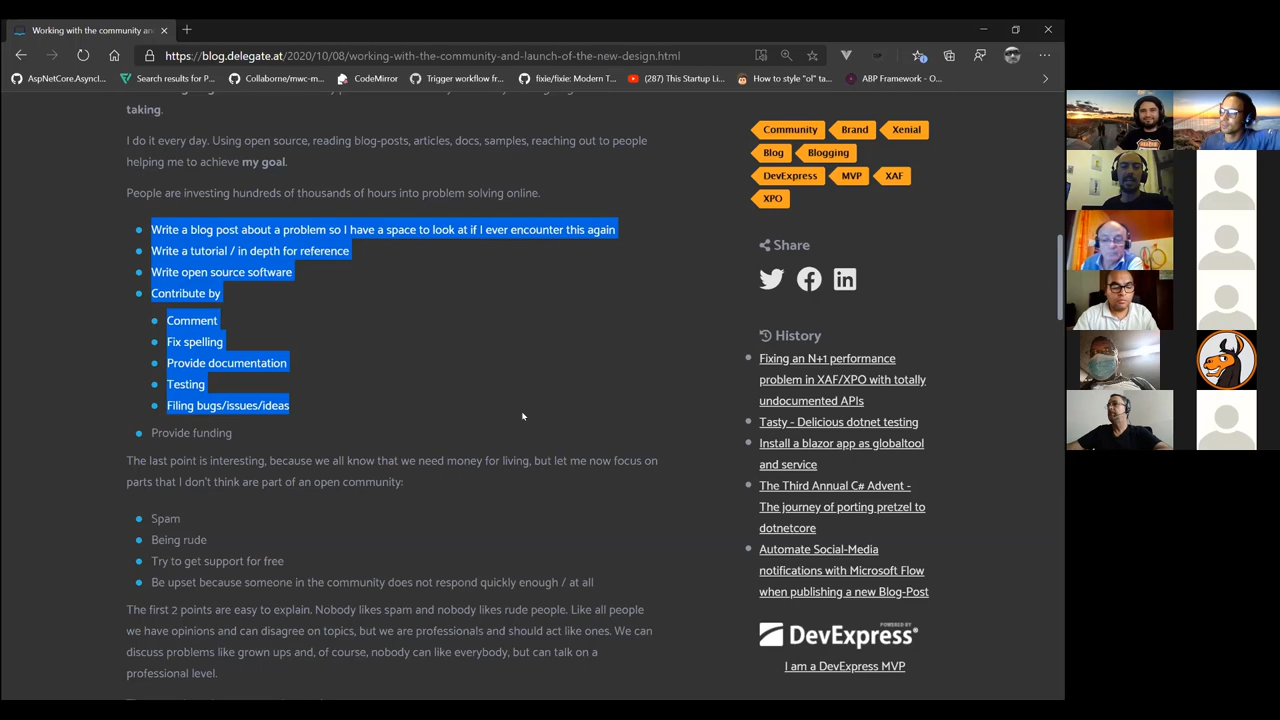 Working with the community an
https://blog.delegate.at/2020/10/08/working-with-the-community-and-launch-of-the-new-design.html
AspNetCore.Asyncl...
Search results for P...
Collaborne/mwc-m...
CodeMirror
Trigger workflow fr...
fixie/fixie: Modern T...
(287) This Startup Li...
How to style "ol" ta...
ABP Framework - O...
taking.
I do it every day. Using open source, reading blog-posts, articles, docs, samples, reaching out to people
helping me to achieve my goal.
People are investing hundreds of thousands of hours into problem solving online.
Write a blog post about a problem so I have a space to look at if I ever encounter this again
Write a tutorial / in depth for reference
Write open source software
Contribute by
Comment
Fix spelling
Provide documentation
Testing
Filing bugs/issues/ideas
Provide funding
The last point is interesting, because we all know that we need money for living, but let me now focus on
parts that I don't think are part of an open community:
Spam
Being rude
Try to get support for free
Be upset because someone in the community does not respond quickly enough / at all
The first 2 points are easy to explain. Nobody likes spam and nobody likes rude people. Like all people
we have opinions and can disagree on topics, but we are professionals and should act like ones. We can
discuss problems like grown ups and, of course, nobody can like everybody, but can talk on a
professional level.
Community Brand Xenial
Blog Blogging
DevExpress MVP XAF
XPO
Share
History
Fixing an N+1 performance
problem in XAF/XPO with totally
undocumented APIs
Tasty - Delicious dotnet testing
Install a blazor app as globaltool
and service
The Third Annual C# Advent -
The journey of porting pretzel to
dotnetcore
Automate Social-Media
notifications with Microsoft Flow
when publishing a new Blog-Post
POWERED BY
DevExpress
I am a DevExpress MVP